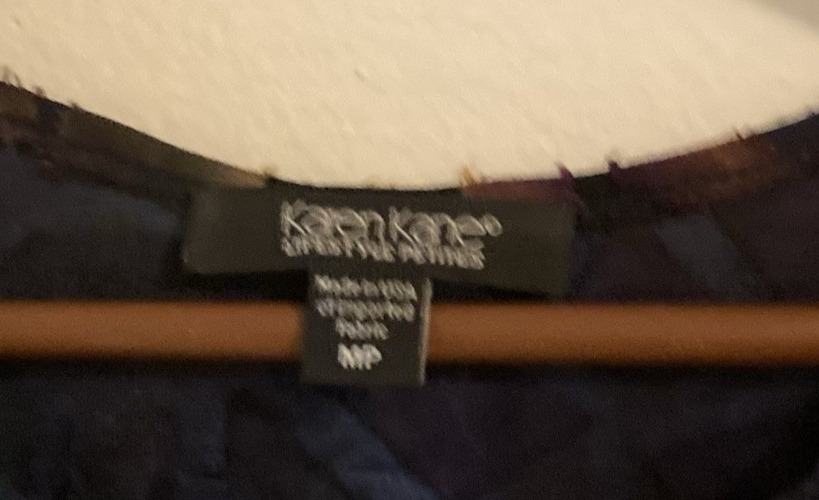 Karen Kane®
LIFESTYLE PETITES
Made in USA
of imported
fabric
MP